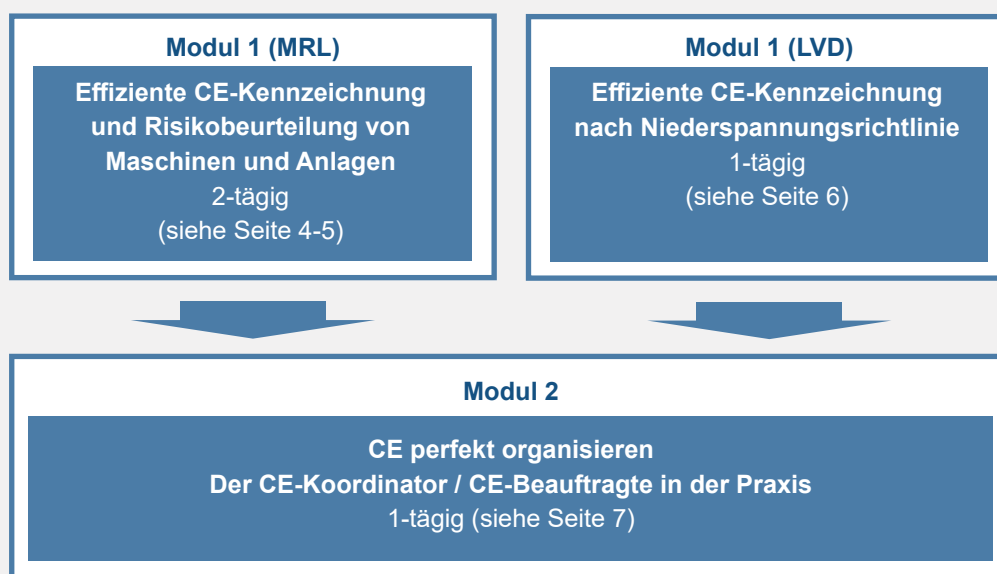 Modul 1 (MRL)
Effiziente CE-Kennzeichnung
und Risikobeurteilung von
Maschinen und Anlagen
2-tägig
(siehe Seite 4-5)
Modul 1 (LVD)
Effiziente CE-Kennzeichnung
nach Niederspannungsrichtlinie
1-tägig
(siehe Seite 6)
Modul 2
CE perfekt organisieren
Der CE-Koordinator / CE-Beauftragte in der Praxis
1-tägig (siehe Seite 7)